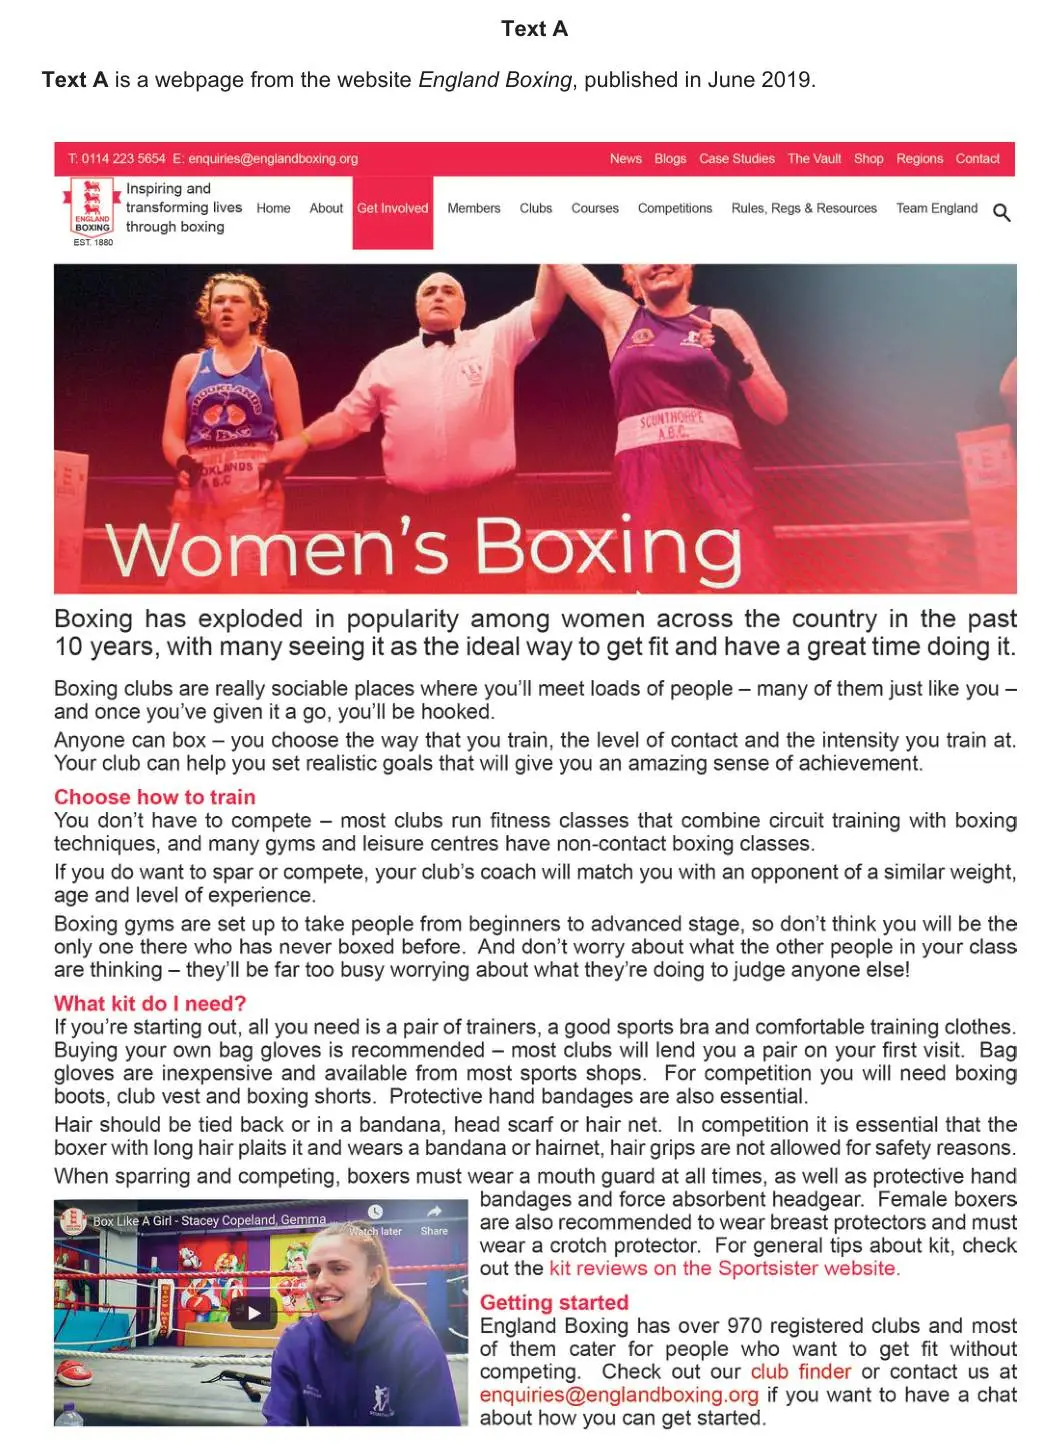 Text A
Text A is a webpage from the website England Boxing, published in June 2019.
T: 0114 223 5654 E: enquiries@englandboxing.org
News Blogs Case Studies The Vault Shop Regions Contact
ENGLAND
BOXING
EST. 1880
Inspiring and
transforming lives
through boxing
Home About Get Involved Members Clubs Courses Competitions Rules, Regs & Resources Team England
BROOKLANDS
A.B.C
SCUNTHORPE
A.B.C.
Women's Boxing
Boxing has exploded in popularity among women across the country in the past
10 years, with many seeing it as the ideal way to get fit and have a great time doing it.
Boxing clubs are really sociable places where you'll meet loads of people – many of them just like you –
and once you've given it a go, you'll be hooked.
Anyone can box – you choose the way that you train, the level of contact and the intensity you train at.
Your club can help you set realistic goals that will give you an amazing sense of achievement.
Choose how to train
You don't have to compete – most clubs run fitness classes that combine circuit training with boxing
techniques, and many gyms and leisure centres have non-contact boxing classes.
If you do want to spar or compete, your club's coach will match you with an opponent of a similar weight,
age and level of experience.
Boxing gyms are set up to take people from beginners to advanced stage, so don't think you will be the
only one there who has never boxed before. And don't worry about what the other people in your class
are thinking – they'll be far too busy worrying about what they're doing to judge anyone else!
What kit do I need?
If you're starting out, all you need is a pair of trainers, a good sports bra and comfortable training clothes.
Buying your own bag gloves is recommended – most clubs will lend you a pair on your first visit. Bag
gloves are inexpensive and available from most sports shops. For competition you will need boxing
boots, club vest and boxing shorts. Protective hand bandages are also essential.
Hair should be tied back or in a bandana, head scarf or hair net. In competition it is essential that the
boxer with long hair plaits it and wears a bandana or hairnet, hair grips are not allowed for safety reasons.
When sparring and competing, boxers must wear a mouth guard at all times, as well as protective hand
bandages and force absorbent headgear. Female boxers
are also recommended to wear breast protectors and must
wear a crotch protector. For general tips about kit, check
out the kit reviews on the Sportsister website.
Box Like A Girl - Stacey Copeland, Gemma ...
Watch later Share
Getting started
England Boxing has over 970 registered clubs and most
of them cater for people who want to get fit without
competing. Check out our club finder or contact us at
enquiries@englandboxing.org if you want to have a chat
about how you can get started.